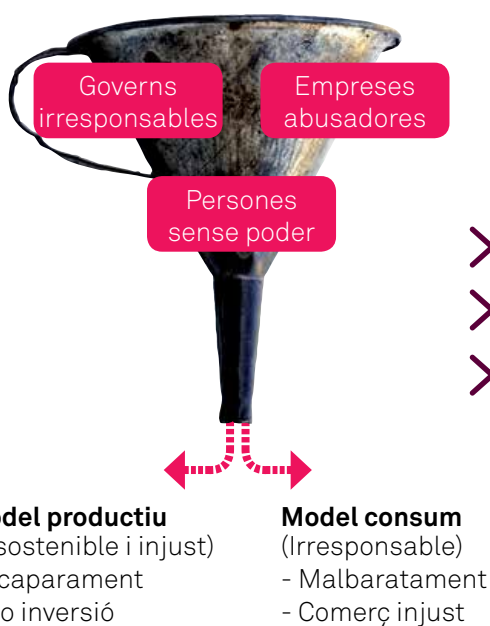 Governs
irresponsables
Empreses
abusadores
Persones
sense poder
odel productiu
sostenible i injust)
caparament
o inversió
Model consum
(Irresponsable)
- Malbaratament
- Comerç injust